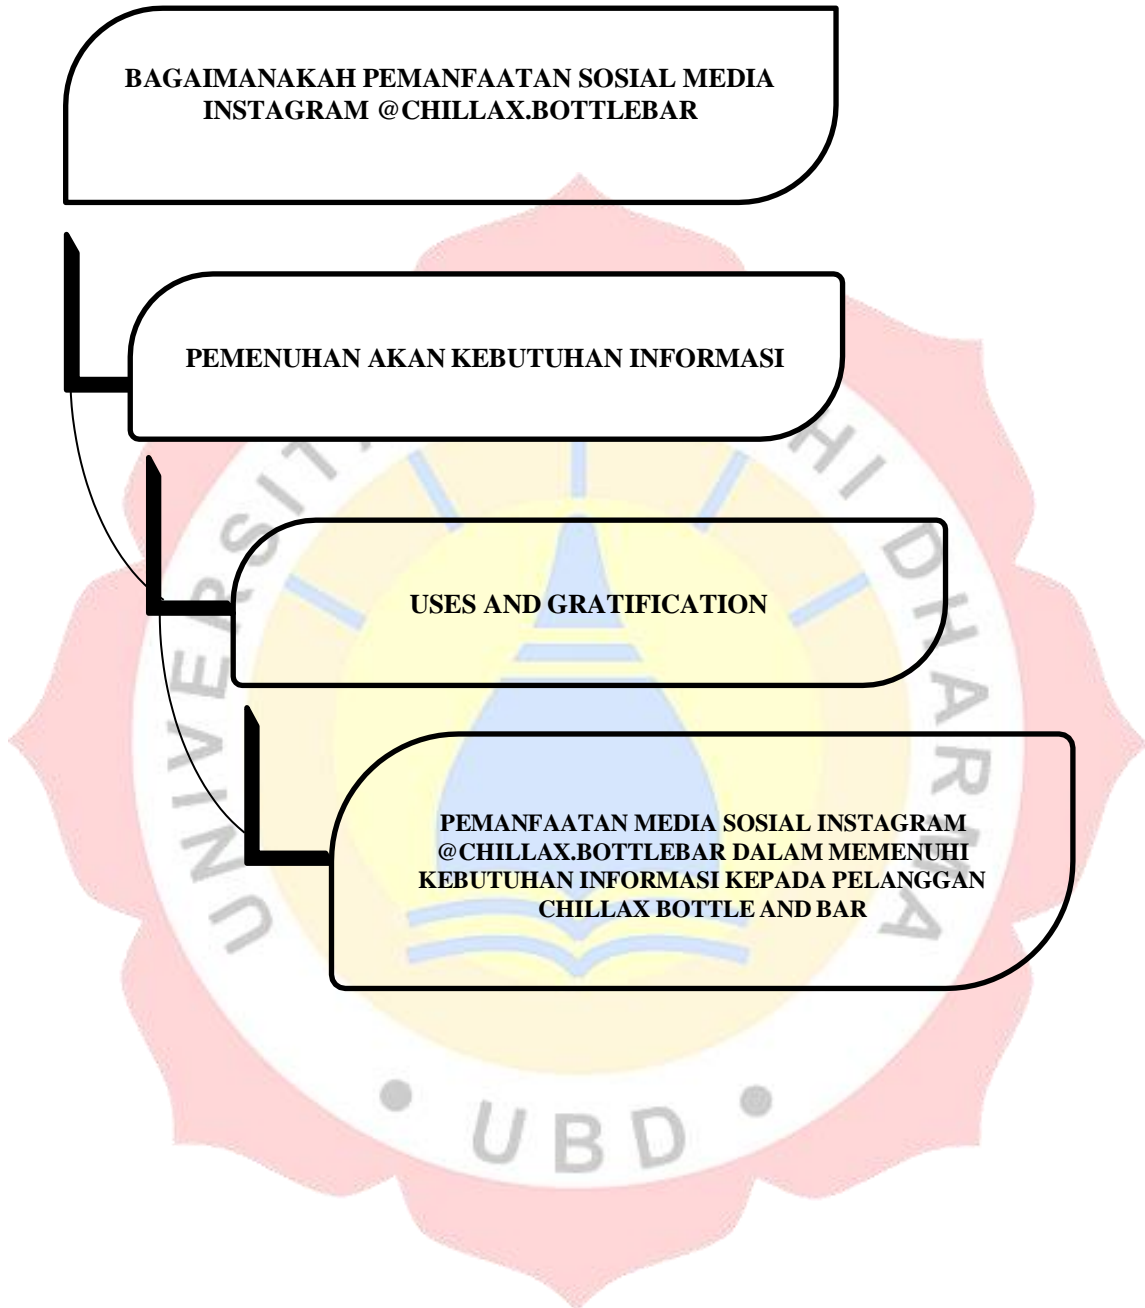 BAGAIMANAKAH PEMANFAATAN SOSIAL MEDIA
INSTAGRAM @CHILLAX.BOTTLEBAR
PEMENUHAN AKAN KEBUTUHAN INFORMASI
USES AND GRATIFICATION
PEMANFAATAN MEDIA SOSIAL INSTAGRAM
@CHILLAX.BOTTLEBAR DALAM MEMENUHI
KEBUTUHAN INFORMASI KEPADA PELANGGAN
CHILLAX BOTTLE AND BAR
DHARMA
UBD